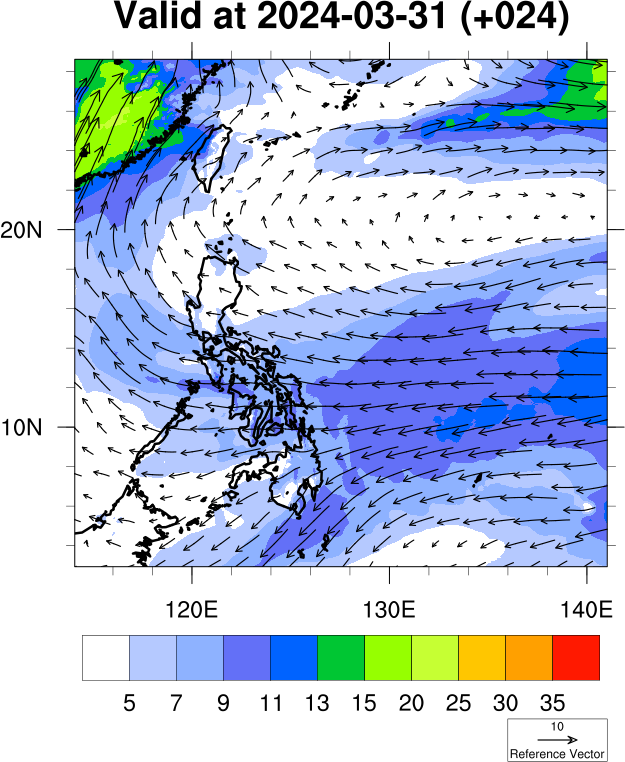 Valid at 2024-03-31 (+024)
20N
10N
120E 130E 140E
5 7 9 11 13 15 20 25 30 35
10
Reference Vector